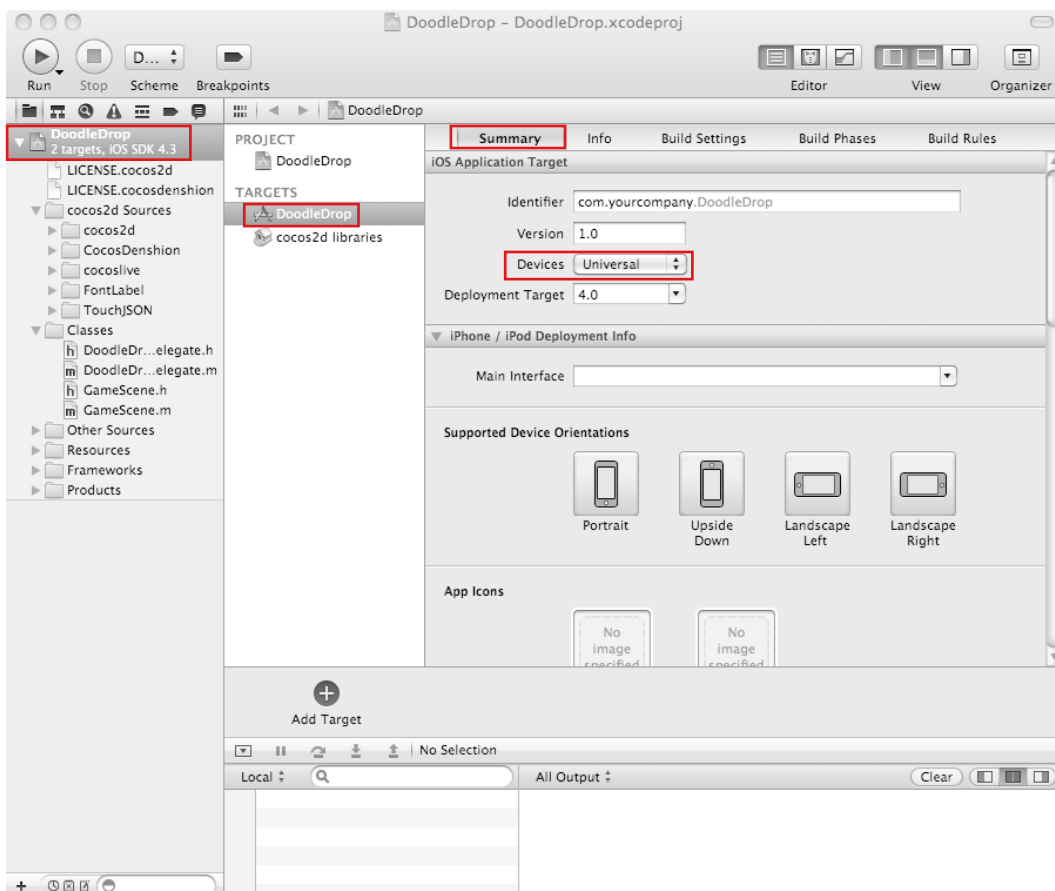 DoodleDrop – DoodleDrop.xcodeproj
D...
Run Stop Scheme Breakpoints Editor View Organizer
DoodleDrop
DoodleDrop
2 targets, iOS SDK 4.3
LICENSE.cocos2d
LICENSE.cocosdenshion
cocos2d Sources
cocos2d
CocosDenshion
cocoslive
FontLabel
TouchJSON
Classes
h DoodleDr...elegate.h
m DoodleDr...elegate.m
h GameScene.h
m GameScene.m
Other Sources
Resources
Frameworks
Products
PROJECT
DoodleDrop
TARGETS
DoodleDrop
cocos2d libraries
Summary Info Build Settings Build Phases Build Rules
iOS Application Target
Identifier com.yourcompany.DoodleDrop
Version 1.0
Devices Universal
Deployment Target 4.0
iPhone / iPod Deployment Info
Main Interface
Supported Device Orientations
Portrait
Upside
Down
Landscape
Left
Landscape
Right
App Icons
No
image
specified
No
image
specified
Add Target
No Selection
Local
All Output
Clear